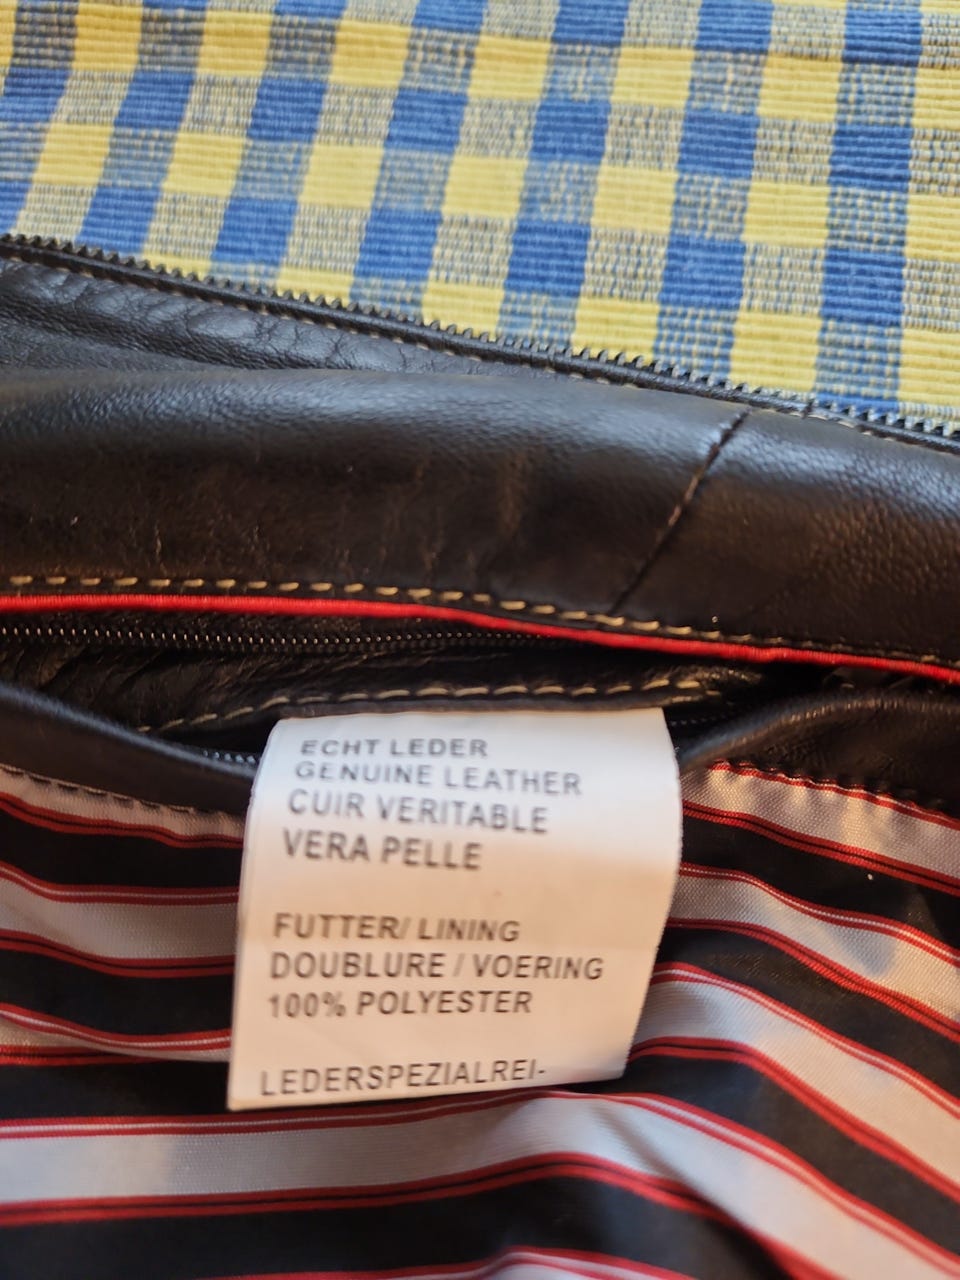 ECHT LEDER
GENUINE LEATHER
CUIR VERITABLE
VERA PELLE
FUTTER/ LINING
DOUBLURE / VOERING
100% POLYESTER
LEDERSPEZIALREI-